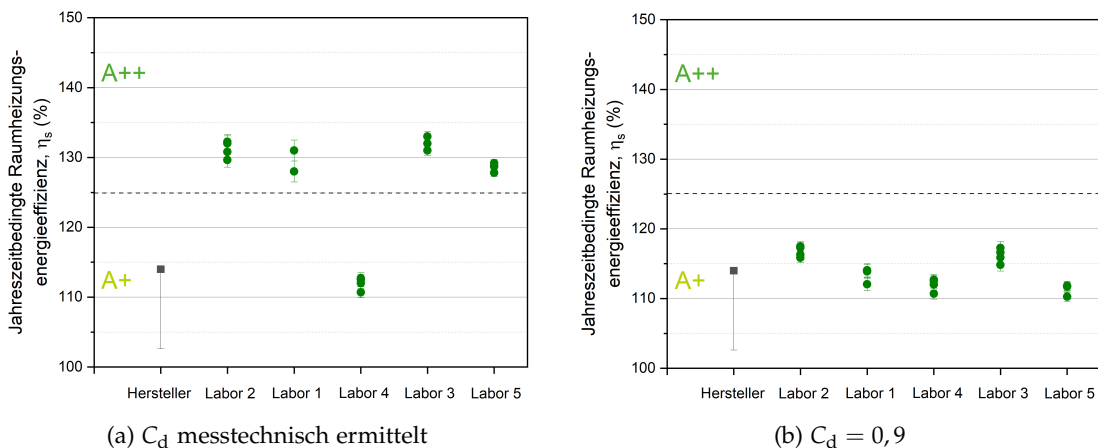 Jahreszeitbedingte Raumheizungs-
energieeffizienz, ηs (%)
150
140
130
120
110
100
A++
A+
Hersteller Labor 2 Labor 1 Labor 4 Labor 3 Labor 5
(a) Cd messtechnisch ermittelt
Jahreszeitbedingte Raumheizungs-
energieeffizienz, ηs (%)
150
140
130
120
110
100
A++
A+
Hersteller Labor 2 Labor 1 Labor 4 Labor 3 Labor 5
(b) Cd = 0,9